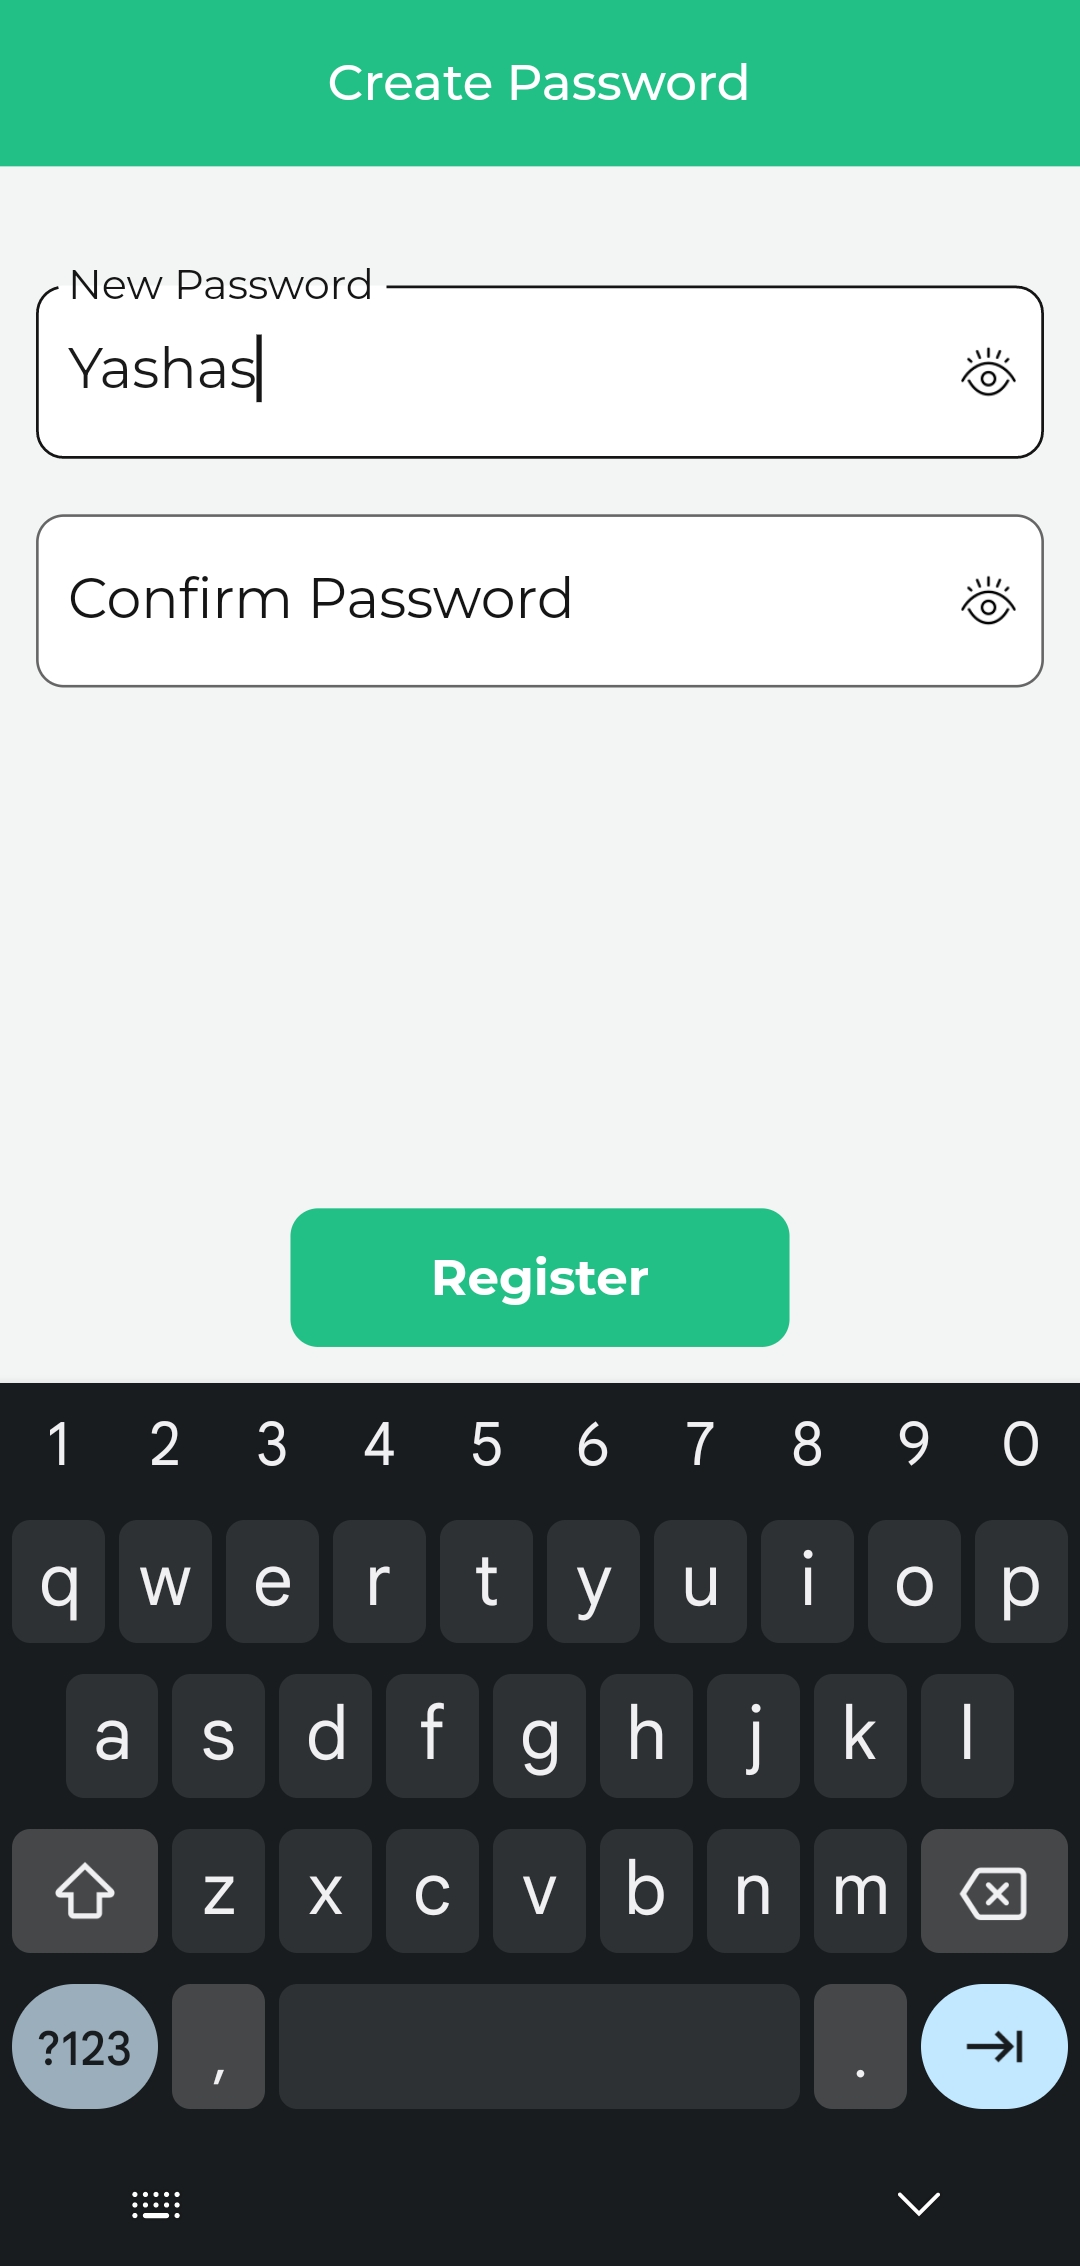 Create Password
New Password
Yashas
Confirm Password
Register
1 2 3 4 5 6 7 8 9 0
q w e r t y u i o p
a s d f g h j k l
z x c v b n m
?123 , .